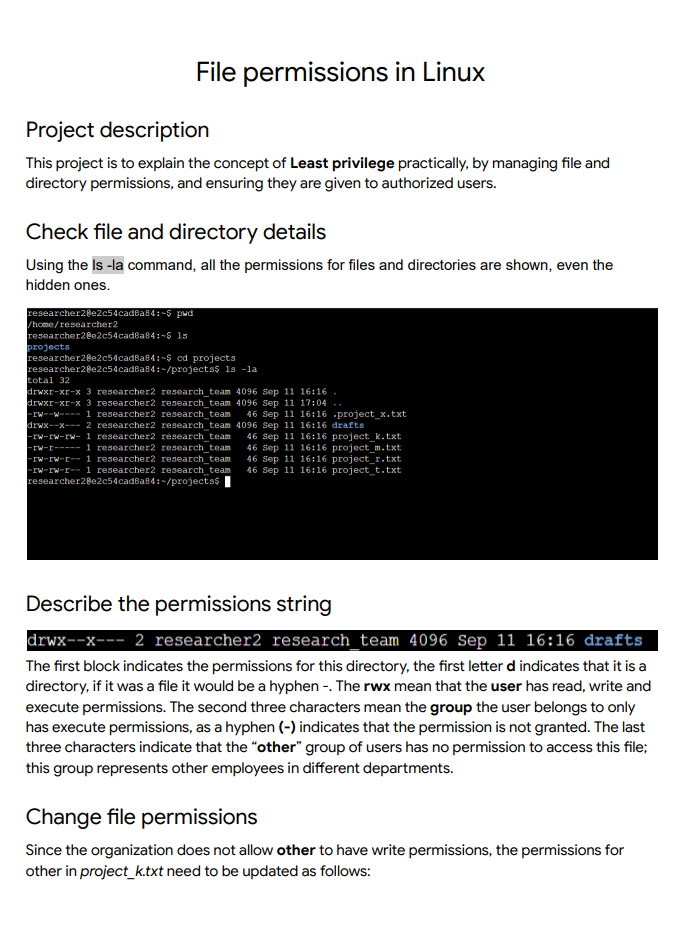 File permissions in Linux
Project description
This project is to explain the concept of Least privilege practically, by managing file and
directory permissions, and ensuring they are given to authorized users.
Check file and directory details
Using the ls -la command, all the permissions for files and directories are shown, even the
hidden ones.
researcher2@e2c54cad8a84:~$ pwd
/home/researcher2
researcher2@e2c54cad8a84:~$ ls
projects
researcher2@e2c54cad8a84:~$ cd projects
researcher2@e2c54cad8a84:~/projects$ ls -la
total 32
drwxr-xr-x 3 researcher2 research_team 4096 Sep 11 16:16 .
drwxr-xr-x 3 researcher2 research_team 4096 Sep 11 17:04 ..
-rw--w---- 1 researcher2 research_team   46 Sep 11 16:16 .project_x.txt
drwx--x--- 2 researcher2 research_team 4096 Sep 11 16:16 drafts
-rw-rw-rw- 1 researcher2 research_team   46 Sep 11 16:16 project_k.txt
-rw-r----- 1 researcher2 research_team   46 Sep 11 16:16 project_m.txt
-rw-rw-r-- 1 researcher2 research_team   46 Sep 11 16:16 project_r.txt
-rw-rw-r-- 1 researcher2 research_team   46 Sep 11 16:16 project_t.txt
researcher2@e2c54cad8a84:~/projects$
Describe the permissions string
drwx--x--- 2 researcher2 research_team 4096 Sep 11 16:16 drafts
The first block indicates the permissions for this directory, the first letter d indicates that it is a
directory, if it was a file it would be a hyphen -. The rwx mean that the user has read, write and
execute permissions. The second three characters mean the group the user belongs to only
has execute permissions, as a hyphen (-) indicates that the permission is not granted. The last
three characters indicate that the “other” group of users has no permission to access this file;
this group represents other employees in different departments.
Change file permissions
Since the organization does not allow other to have write permissions, the permissions for
other in project_k.txt need to be updated as follows: